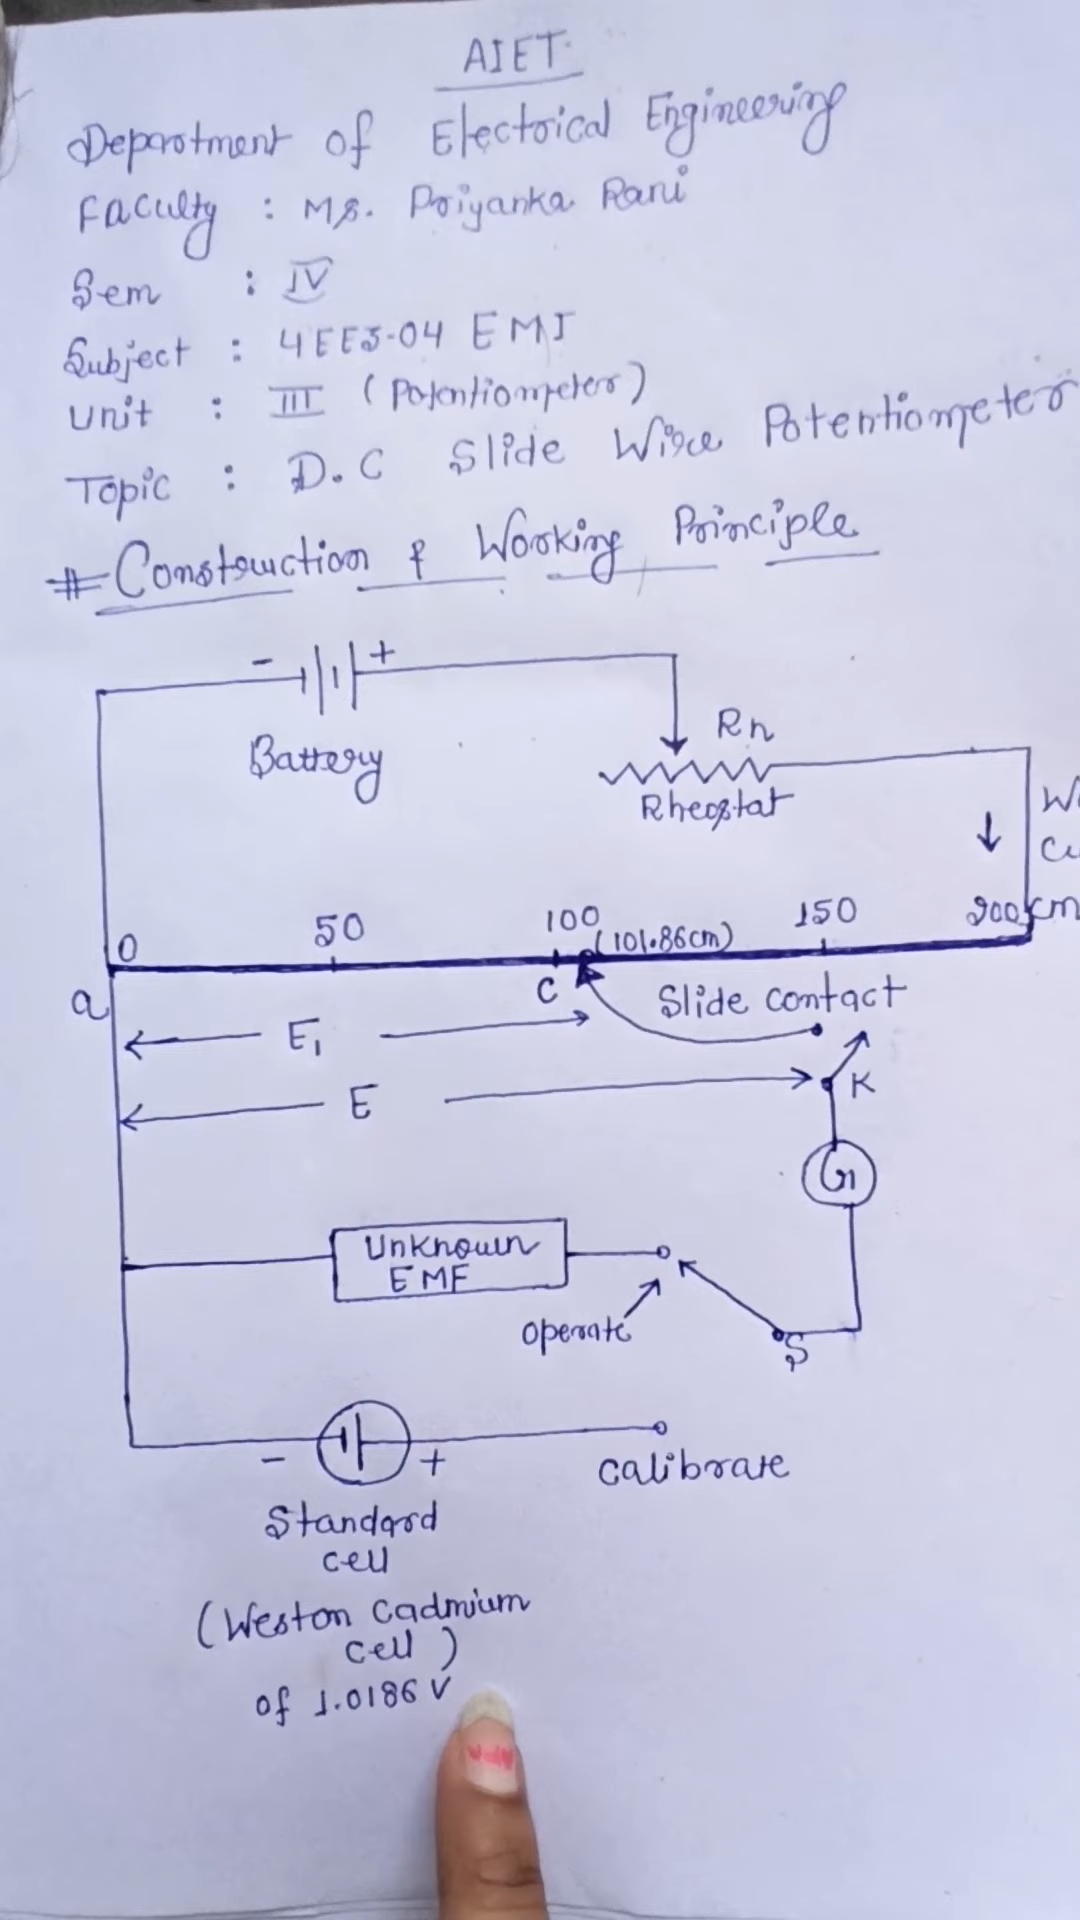 AIET
Department of Electrical Engineering
Faculty : Ms. Priyanka Rani
Sem : IV
Subject : 4EE3-04 EMI
Unit : III (Potentiometer)
Topic : D.C Slide Wire Potentiometer
# Construction & Working Principle
- +
Battery
Rh
Rheostat
0 50 100 150 200 cm
(101.86cm)
a
C
Slide contact
E1
E
K
G
Unknown
EMF
Operate
S
- +
Calibrate
Standard
cell
(Weston Cadmium
cell)
of 1.0186 V